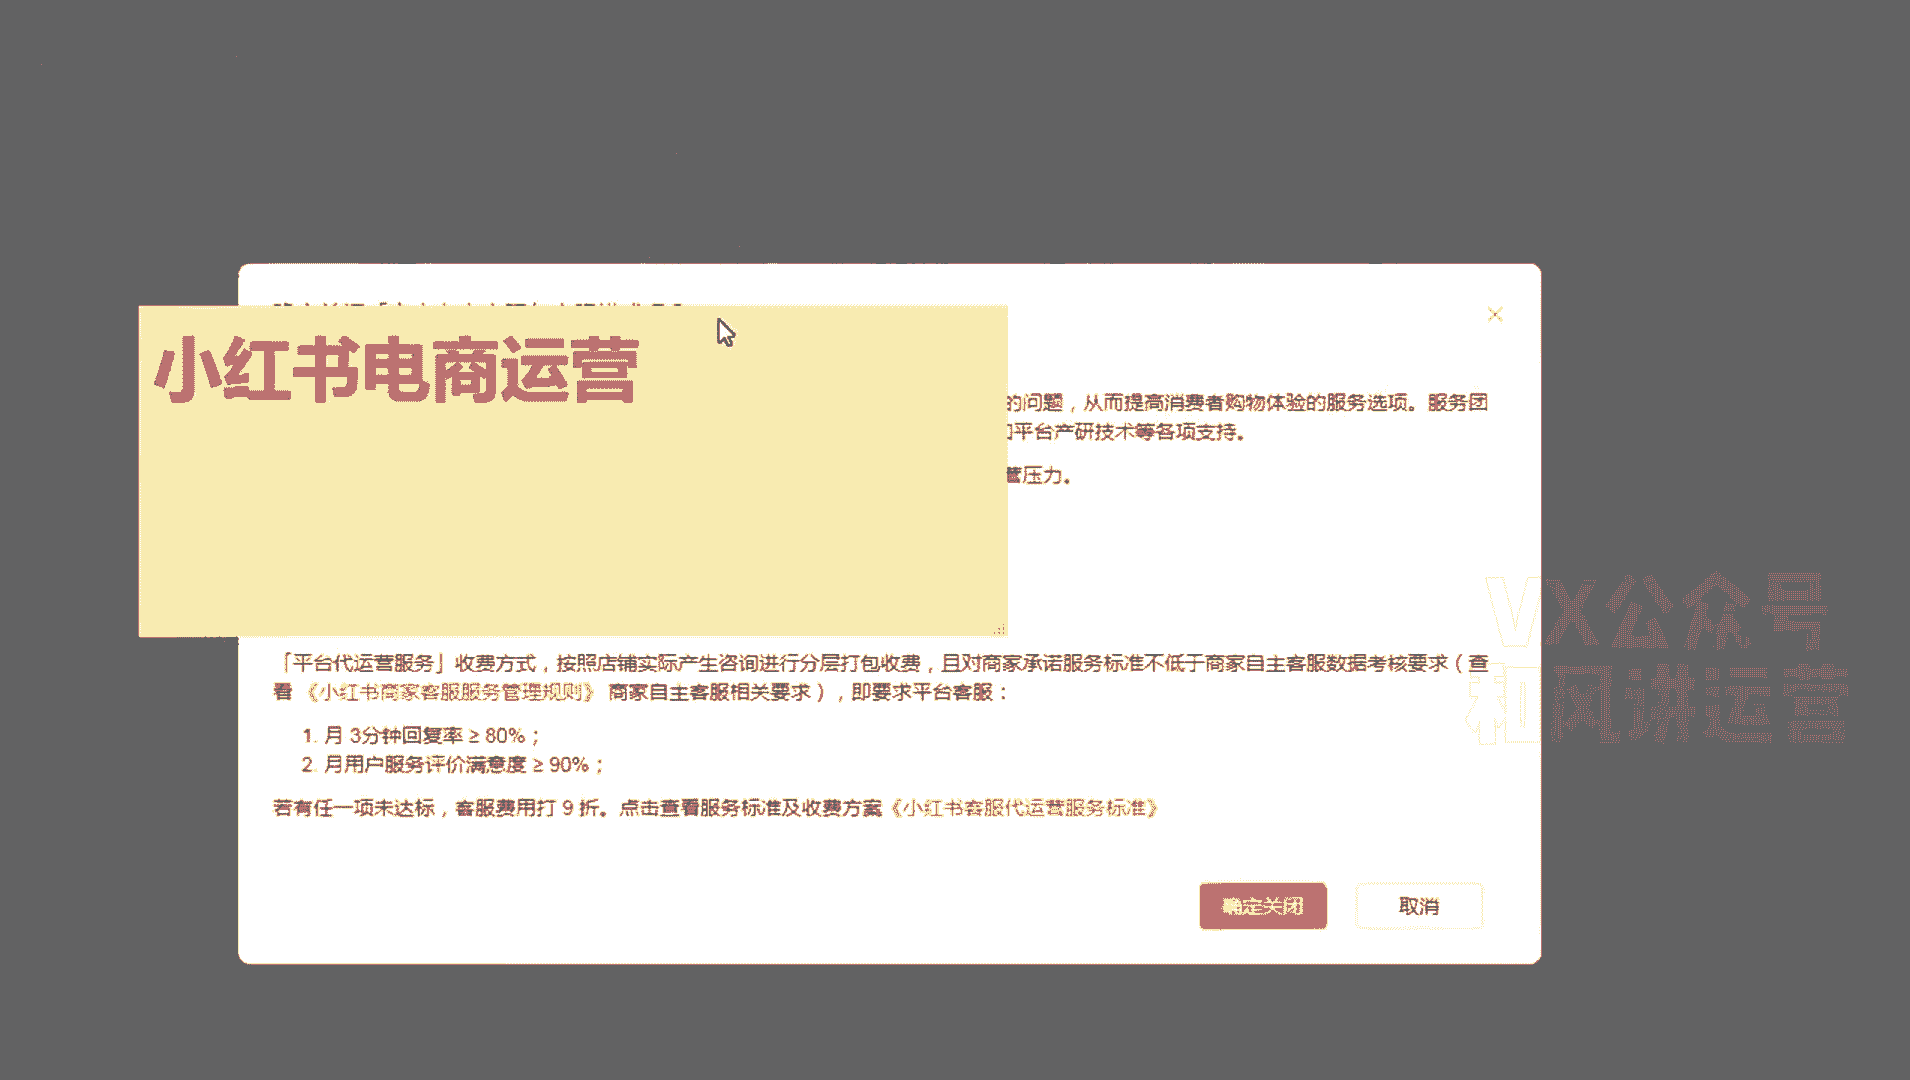 小红书电商运营
的问题，从而提高消费者购物体验的服务选项。服务团
平台产研技术等各项支持。
营压力。
VX公众号
和风讲运营
「平台代运营服务」收费方式，按照店铺实际产生咨询进行分层打包收费，且对商家承诺服务标准不低于商家自主客服数据考核要求（查
看《小红书商家客服服务管理规则》商家自主客服相关要求），即要求平台客服：
1. 月 3分钟回复率 ≥ 80%；
2. 月用户服务评价满意度 ≥ 90%；
若有任一项未达标，客服费用打 9 折。点击查看服务标准及收费方案《小红书客服代运营服务标准》
确定关闭
取消